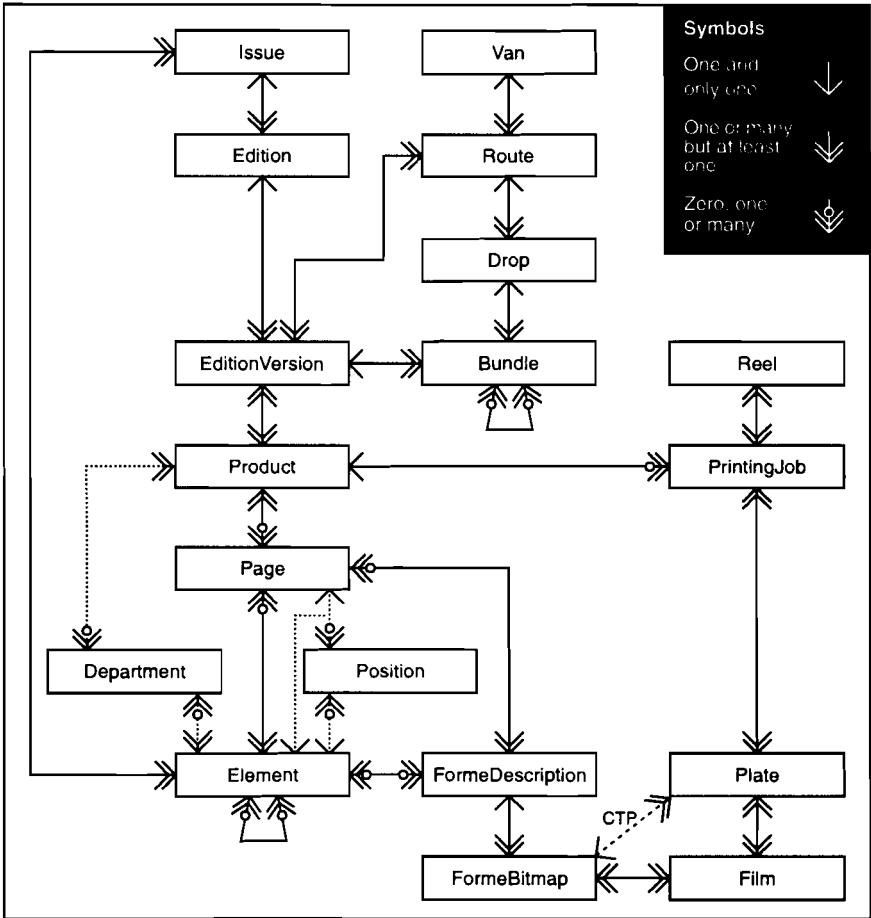 Issue
Van
Symbols
One and
only one
One or many
but at least
one
Zero, one
or many
Edition
Route
Drop
EditionVersion
Bundle
Reel
Product
PrintingJob
Page
Department
Position
Element
FormeDescription
Plate
CTP
FormeBitmap
Film